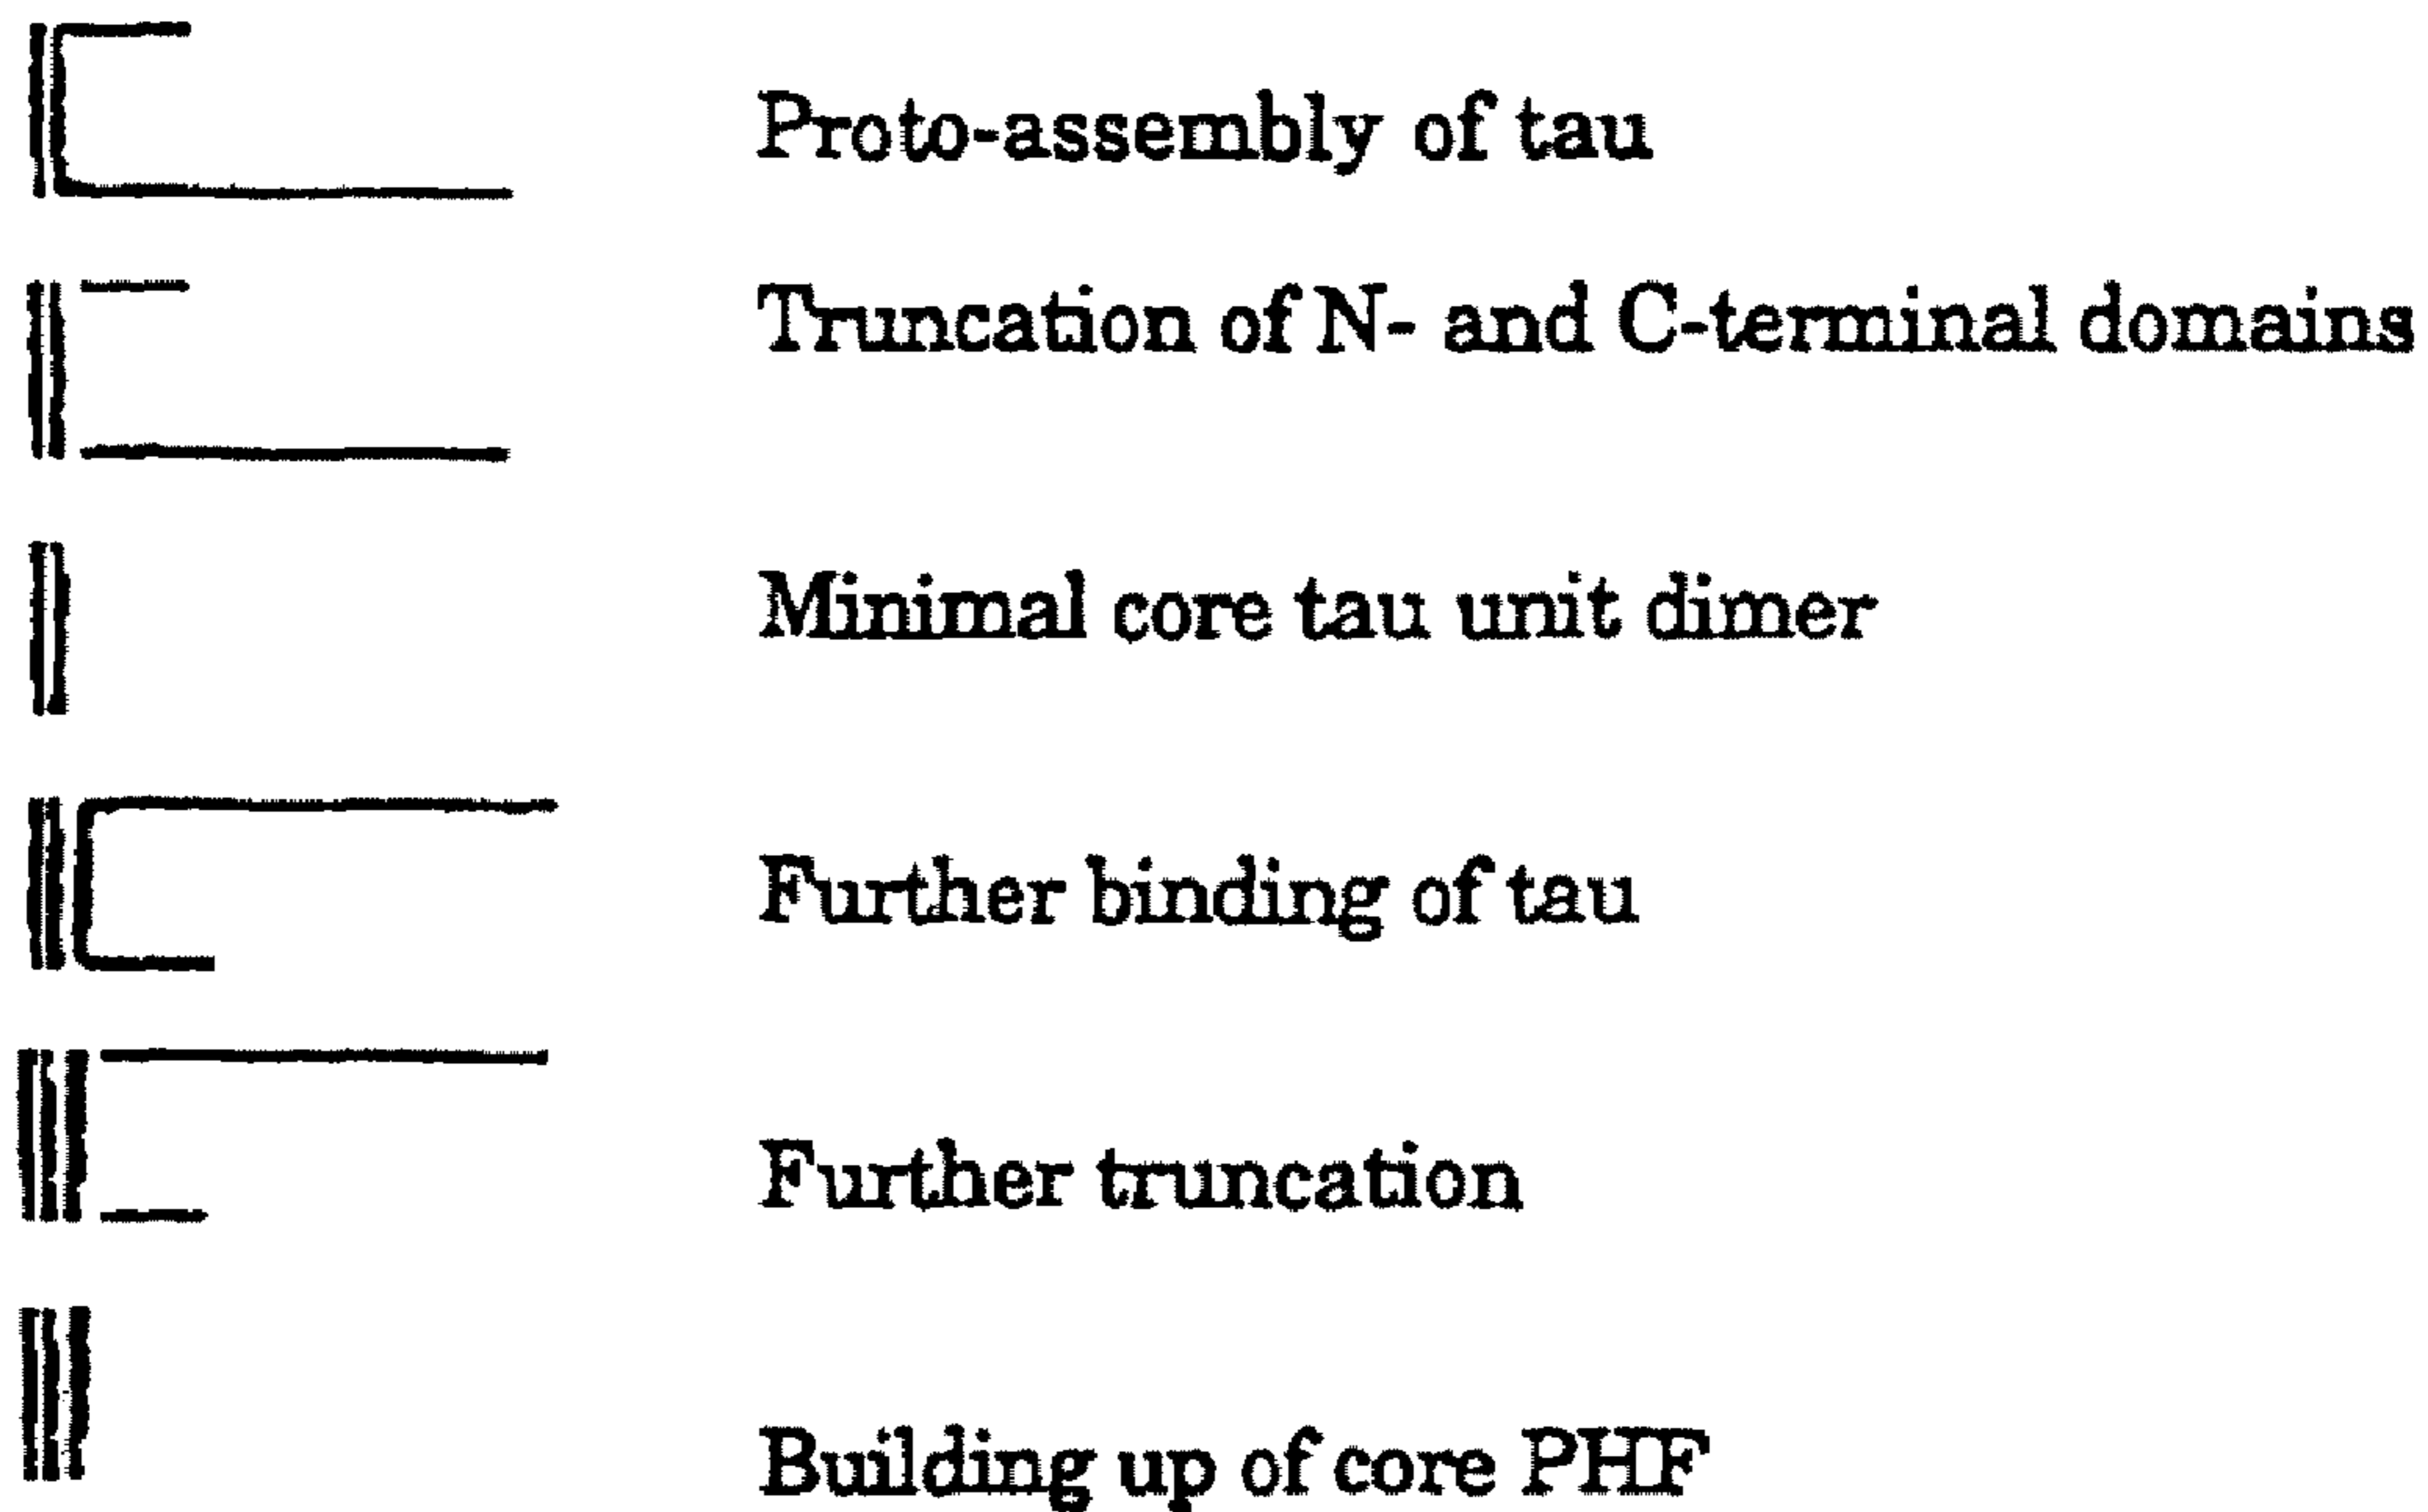 Proto-assembly of tau
Truncation of N- and C-terminal domains
Minimal core tau unit dimer
Further binding of tau
Further truncation
Building up of core PHF